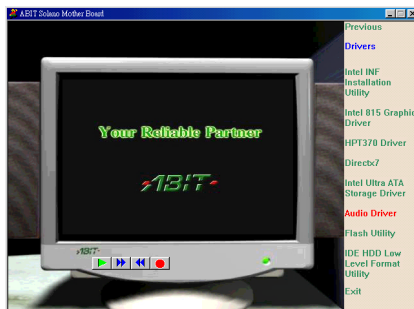 ABIT Solano Mother Board
Your Reliable Partner
ABIT
ABIT
Previous
Drivers
Intel INF
Installation
Utility
Intel 815 Graphic
Driver
HPT370 Driver
Directx7
Intel Ultra ATA
Storage Driver
Audio Driver
Flash Utility
IDE HDD Low
Level Format
Utility
Exit